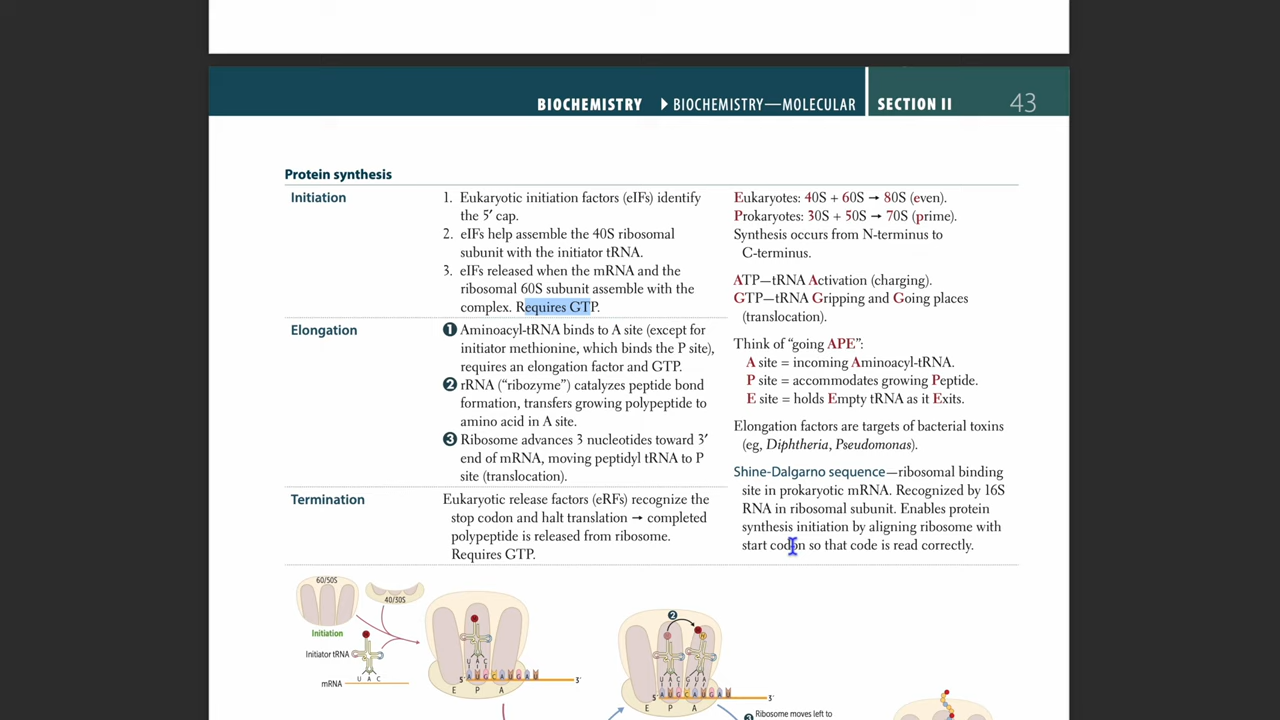 BIOCHEMISTRY ▶ BIOCHEMISTRY—MOLECULAR SECTION II 43
Protein synthesis
Initiation
1. Eukaryotic initiation factors (eIFs) identify
the 5′ cap.
2. eIFs help assemble the 40S ribosomal
subunit with the initiator tRNA.
3. eIFs released when the mRNA and the
ribosomal 60S subunit assemble with the
complex. Requires GTP.
Eukaryotes: 40S + 60S → 80S (even).
Prokaryotes: 30S + 50S → 70S (prime).
Synthesis occurs from N-terminus to
C-terminus.
ATP—tRNA Activation (charging).
GTP—tRNA Gripping and Going places
(translocation).
Elongation
❶ Aminoacyl-tRNA binds to A site (except for
initiator methionine, which binds the P site),
requires an elongation factor and GTP.
❷ rRNA (“ribozyme”) catalyzes peptide bond
formation, transfers growing polypeptide to
amino acid in A site.
❸ Ribosome advances 3 nucleotides toward 3′
end of mRNA, moving peptidyl tRNA to P
site (translocation).
Think of “going APE”:
A site = incoming Aminoacyl-tRNA.
P site = accommodates growing Peptide.
E site = holds Empty tRNA as it Exits.
Elongation factors are targets of bacterial toxins
(eg, Diphtheria, Pseudomonas).
Shine-Dalgarno sequence—ribosomal binding
site in prokaryotic mRNA. Recognized by 16S
RNA in ribosomal subunit. Enables protein
synthesis initiation by aligning ribosome with
start codon so that code is read correctly.
Termination
Eukaryotic release factors (eRFs) recognize the
stop codon and halt translation → completed
polypeptide is released from ribosome.
Requires GTP.
60/50S
40/30S
Initiation
Initiator tRNA
U A C
mRNA
U A C
5′ A U G C A U G A U 3′
E P A
❷
M
U A C G U A
5′ A U G C A U G A U 3′
E P A
❸ Ribosome moves left to